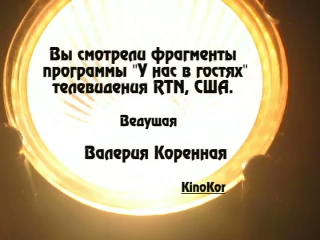 Вы смотрели фрагменты
программы "У нас в гостях"
телевидения RTN, США.
Ведущая
Валерия Коренная
KinoKor